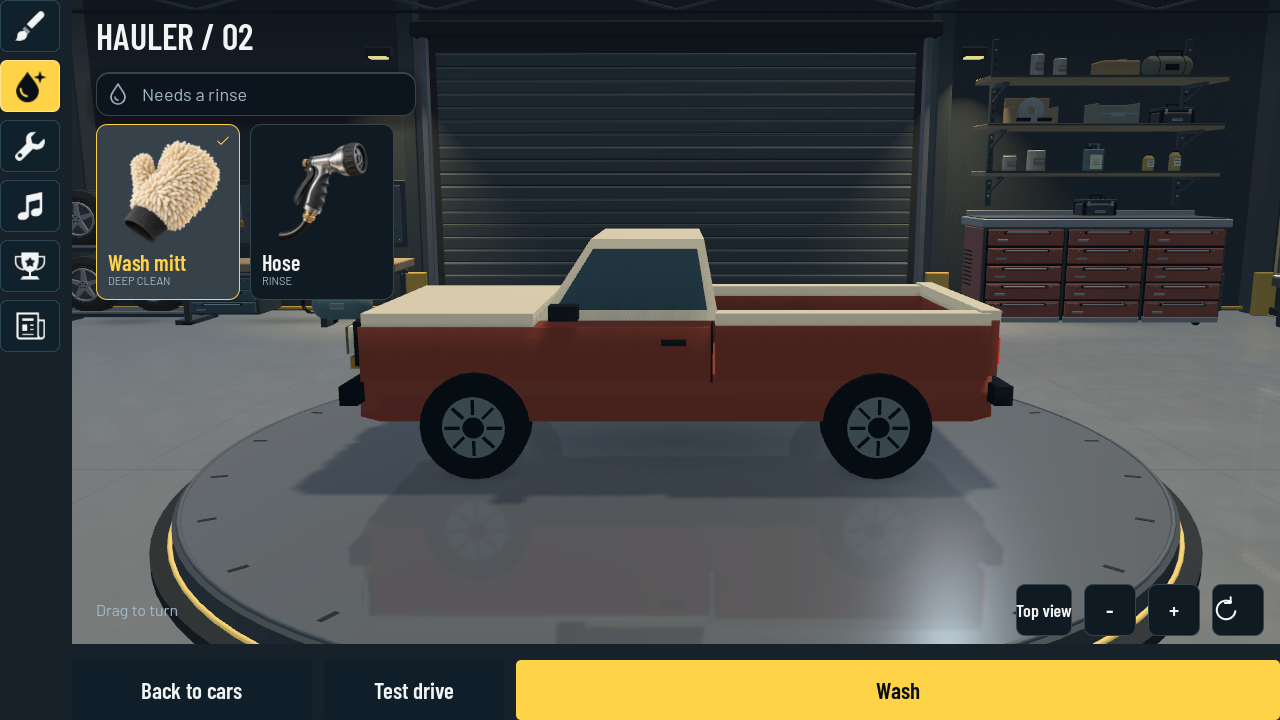 HAULER / 02
Needs a rinse
Wash mitt
DEEP CLEAN
Hose
RINSE
Drag to turn
Top view
-
+
Back to cars
Test drive
Wash